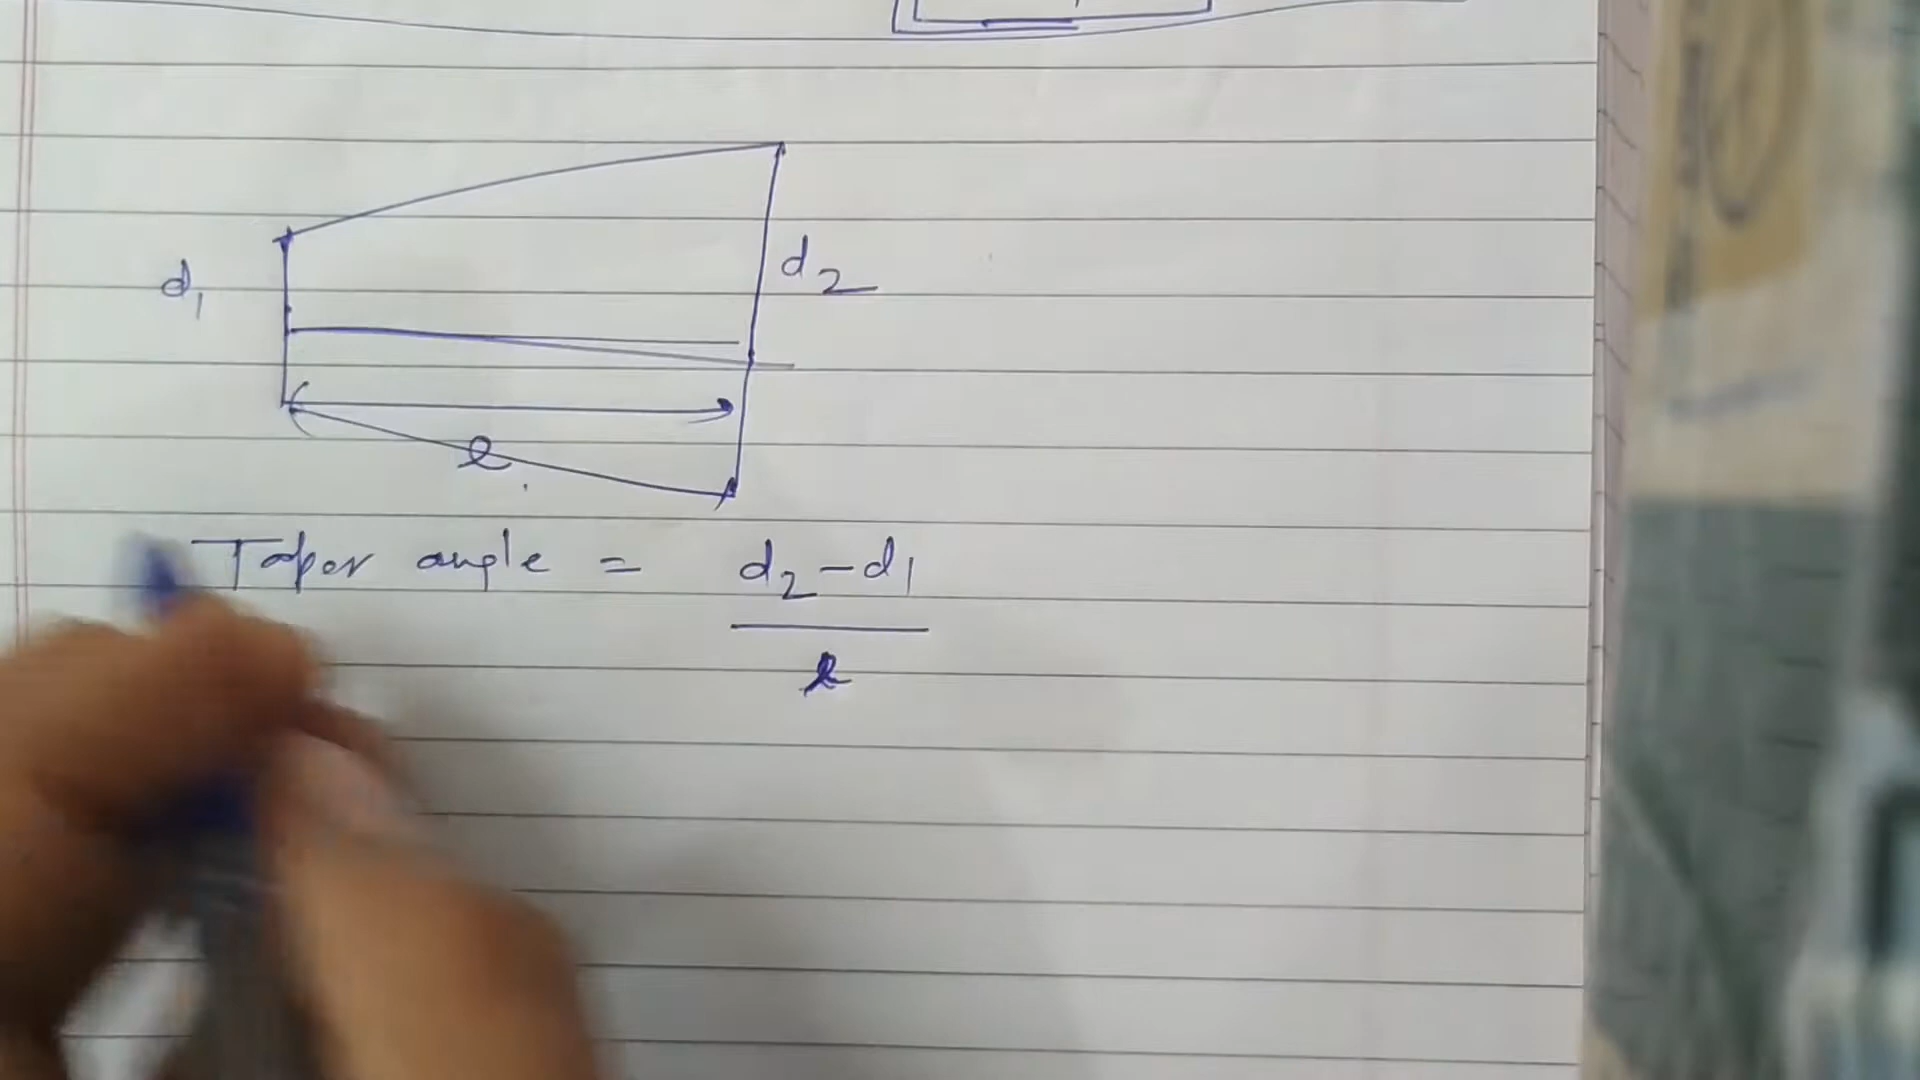 d₁
d₂
l
Taper angle = d₂-d₁
l